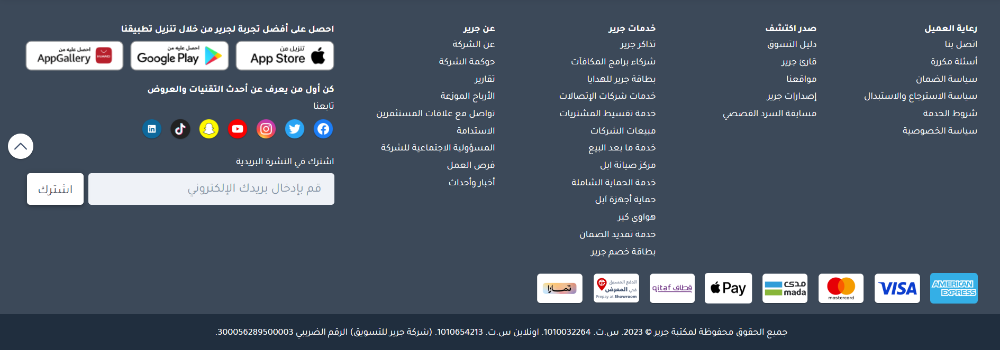 رعاية العميل
اتصل بنا
أسئلة مكررة
سياسة الضمان
سياسة الاسترجاع والاستبدال
شروط الخدمة
سياسة الخصوصية
صدر اكتشف
دليل التسوق
قارئ جرير
مواقعنا
إصدارات جرير
مسابقة السرد القصصي
خدمات جرير
تذاكر جرير
شركاء برامج المكافآت
بطاقة جرير للهدايا
خدمات شركات الإتصالات
خدمة تقسيط المشتريات
مبيعات الشركات
خدمة ما بعد البيع
مركز صيانة ابل
خدمة الحماية الشاملة
حماية أجهزة آبل
هواوي كير
خدمة تمديد الضمان
بطاقة خصم جرير
عن جرير
عن الشركة
حوكمة الشركة
تقارير
الأرباح الموزعة
تواصل مع علاقات المستثمرين
الاستدامة
المسؤولية الاجتماعية للشركة
فرص العمل
أخبار وأحداث
احصل على أفضل تجربة لجرير من خلال تنزيل تطبيقنا
تنزيل من
App Store
احصل عليه من
Google Play
احصل عليه من
AppGallery
HUAWEI
كن أول من يعرف عن أحدث التقنيات والعروض
تابعنا
in
اشترك في النشرة البريدية
قم بإدخال بريدك الإلكتروني
اشترك
AMERICAN
EXPRESS
VISA
mastercard
مدى
mada
Pay
qitaf قطاف
الدفع المسبق
في المعرض
Prepay at Showroom
تمارا
جميع الحقوق محفوظة لمكتبة جرير © 2023. س.ت. 1010032264. اونلاين س.ت. 1010654213. (شركة جرير للتسويق) الرقم الضريبي 300056289500003.